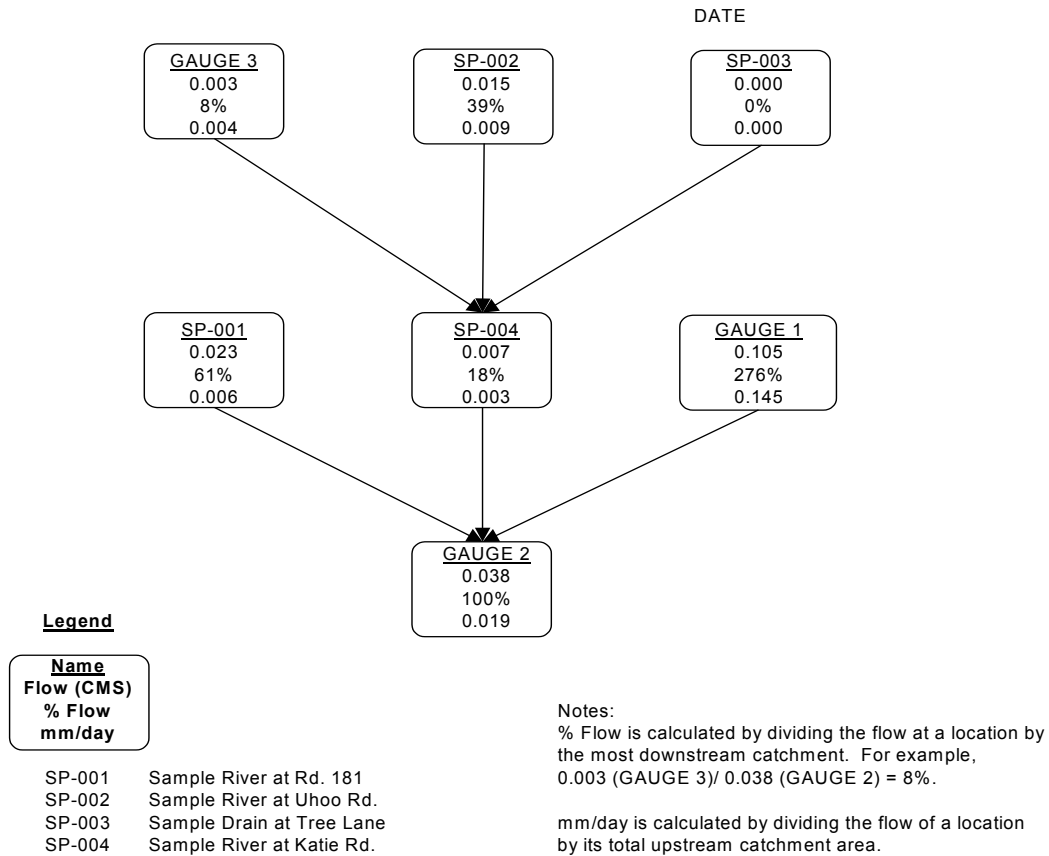 DATE
GAUGE 3
0.003
8%
0.004
SP-002
0.015
39%
0.009
SP-003
0.000
0%
0.000
SP-001
0.023
61%
0.006
SP-004
0.007
18%
0.003
GAUGE 1
0.105
276%
0.145
GAUGE 2
0.038
100%
0.019
Legend
Name
Flow (CMS)
% Flow
mm/day
SP-001 Sample River at Rd. 181
SP-002 Sample River at Uhoo Rd.
SP-003 Sample Drain at Tree Lane
SP-004 Sample River at Katie Rd.
Notes:
% Flow is calculated by dividing the flow at a location by
the most downstream catchment. For example,
0.003 (GAUGE 3)/ 0.038 (GAUGE 2) = 8%.
mm/day is calculated by dividing the flow of a location
by its total upstream catchment area.